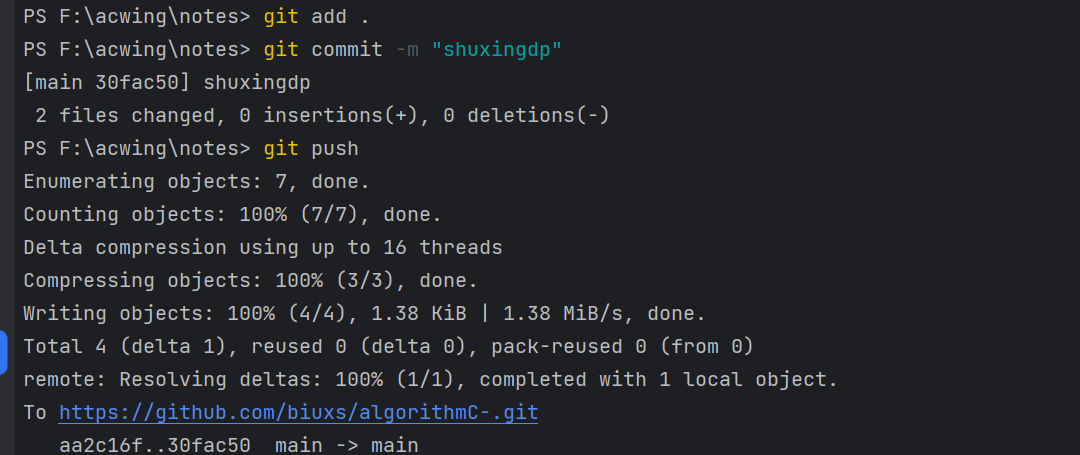 PS F:\acwing\notes> git add .
PS F:\acwing\notes> git commit -m "shuxingdp"
[main 30fac50] shuxingdp
 2 files changed, 0 insertions(+), 0 deletions(-)
PS F:\acwing\notes> git push
Enumerating objects: 7, done.
Counting objects: 100% (7/7), done.
Delta compression using up to 16 threads
Compressing objects: 100% (3/3), done.
Writing objects: 100% (4/4), 1.38 KiB | 1.38 MiB/s, done.
Total 4 (delta 1), reused 0 (delta 0), pack-reused 0 (from 0)
remote: Resolving deltas: 100% (1/1), completed with 1 local object.
To https://github.com/biuxs/algorithmC-.git
   aa2c16f..30fac50  main -> main